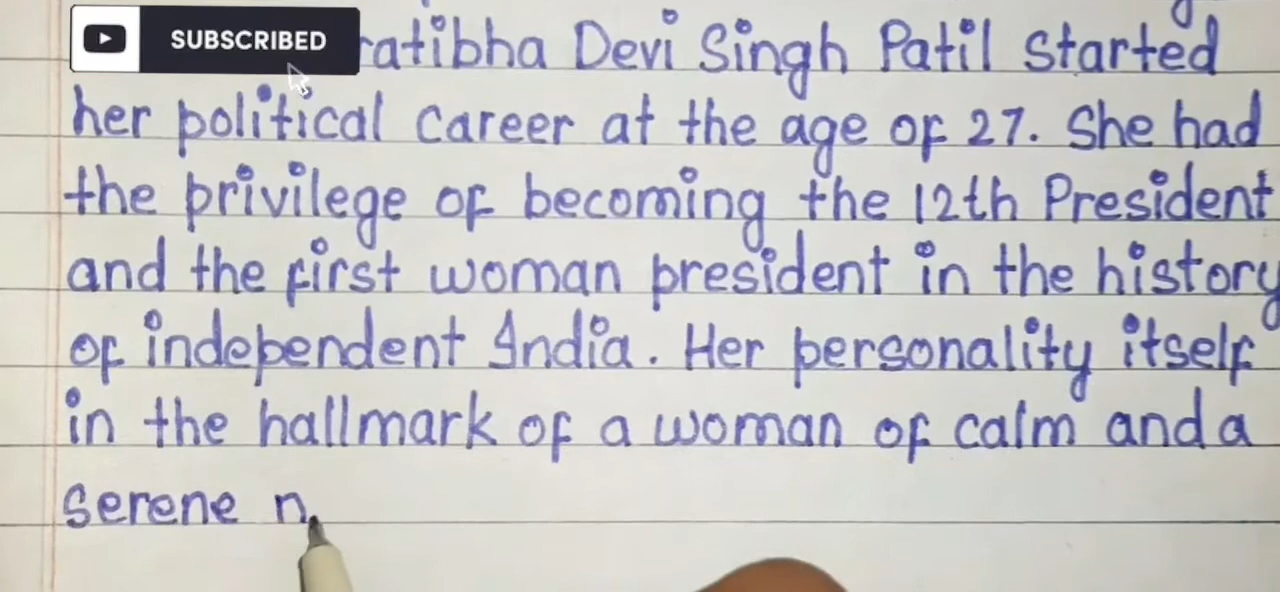 SUBSCRIBED
ratibha Devi Singh Patil started
her political career at the age of 27. She had
the privilege of becoming the 12th President
and the first woman president in the history
of independent India. Her personality itself
in the hallmark of a woman of calm and a
serene n